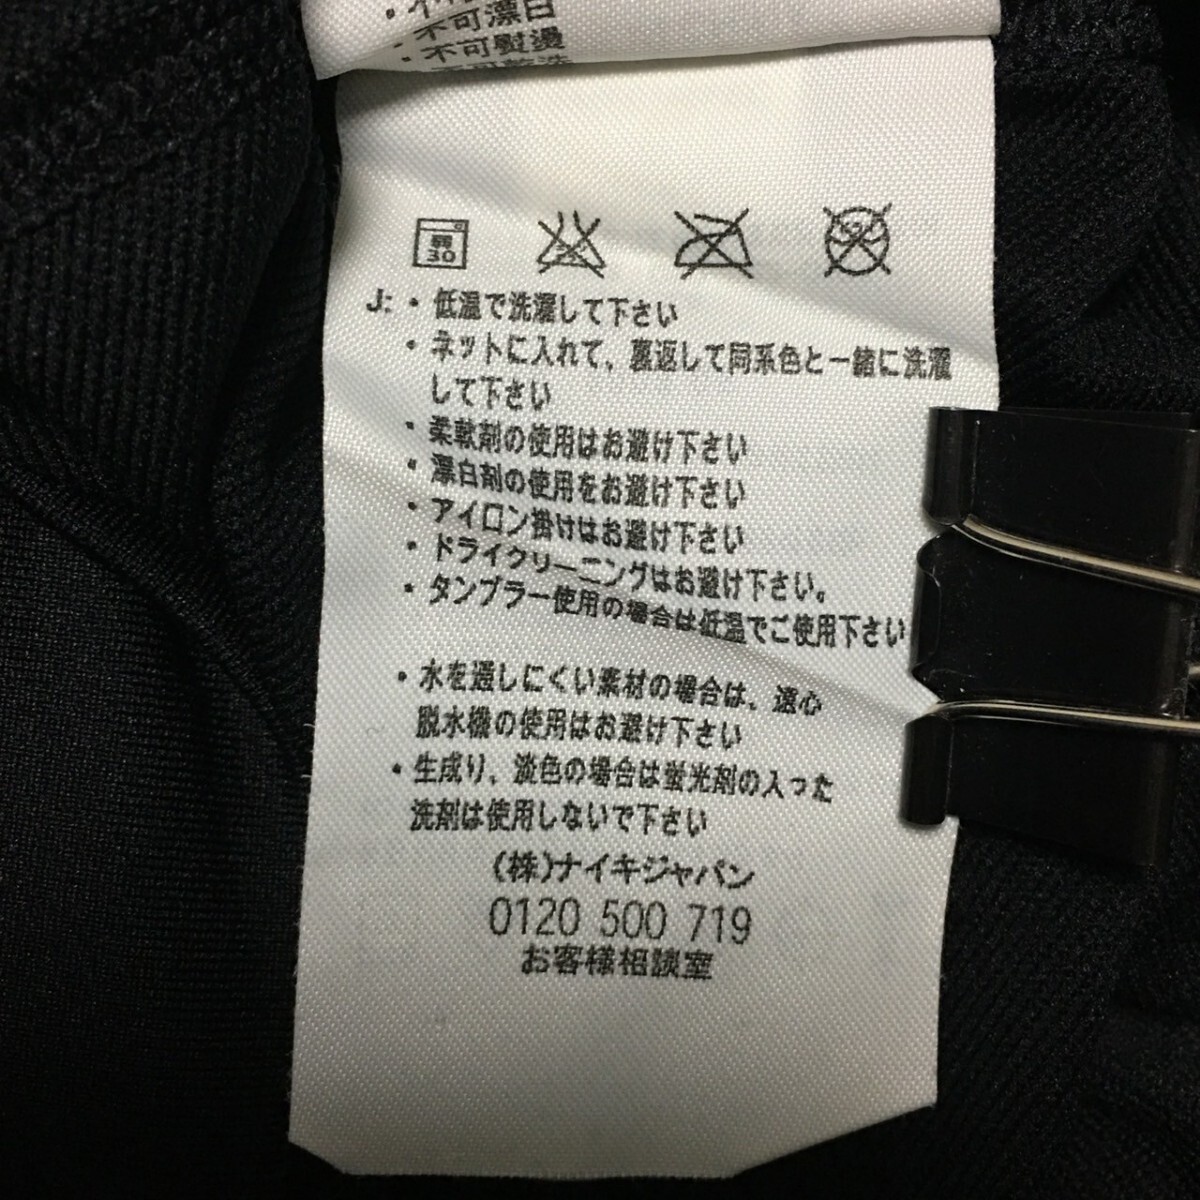 ・不可漂白
・不可熨燙
弱
30
J: ・低温で洗濯して下さい
・ネットに入れて、裏返して同系色と一緒に洗濯
して下さい
・柔軟剤の使用はお避け下さい
・漂白剤の使用をお避け下さい
・アイロン掛けはお避け下さい
・ドライクリーニングはお避け下さい。
・タンブラー使用の場合は低温でご使用下さい
・水を通しにくい素材の場合は、遠心
脱水機の使用はお避け下さい
・生成り、淡色の場合は蛍光剤の入った
洗剤は使用しないで下さい
(株)ナイキジャパン
0120 500 719
お客様相談室